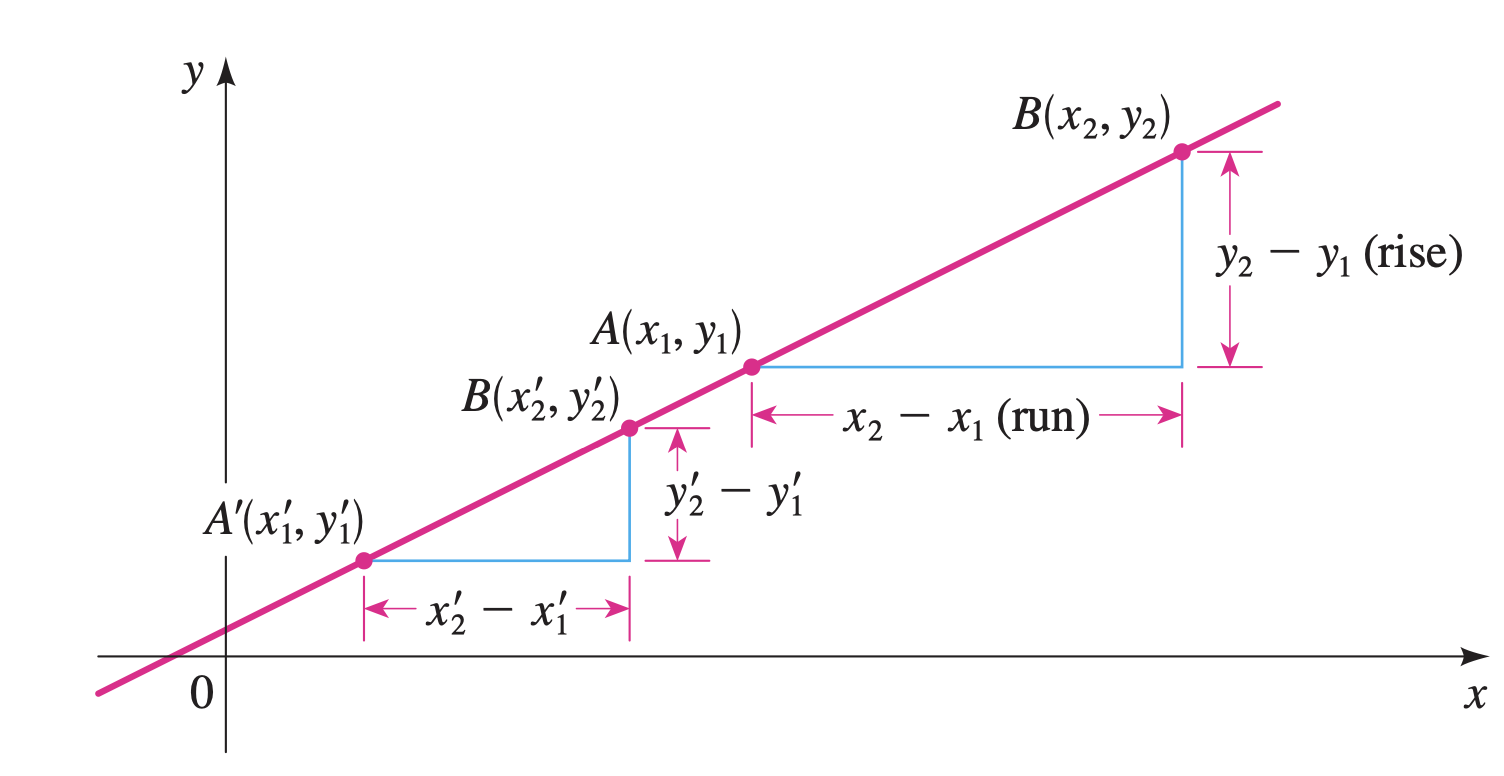 y
B(x₂, y₂)
y₂ − y₁ (rise)
A(x₁, y₁)
B(x′₂, y′₂)
x₂ − x₁ (run)
y′₂ − y′₁
A′(x′₁, y′₁)
x′₂ − x′₁
0
x